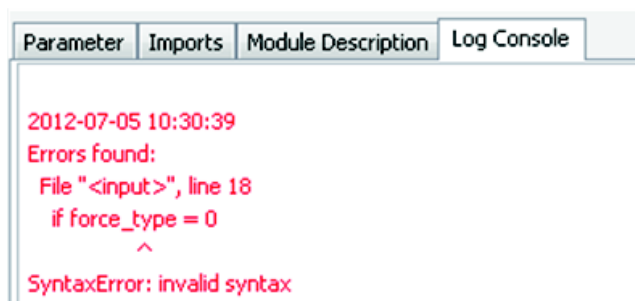 Parameter Imports Module Description Log Console
2012-07-05 10:30:39
Errors found:
File "<input>", line 18
if force_type = 0
^
SyntaxError: invalid syntax